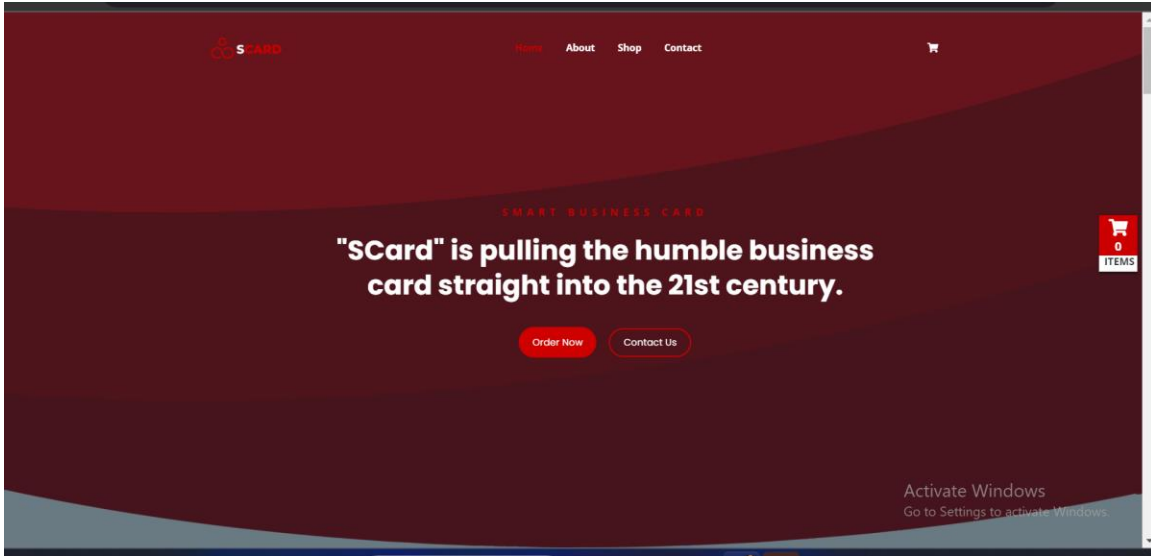 SCARD
Home About Shop Contact
SMART BUSINESS CARD
"SCard" is pulling the humble business
card straight into the 21st century.
Order Now Contact Us
0
ITEMS
Activate Windows
Go to Settings to activate Windows.